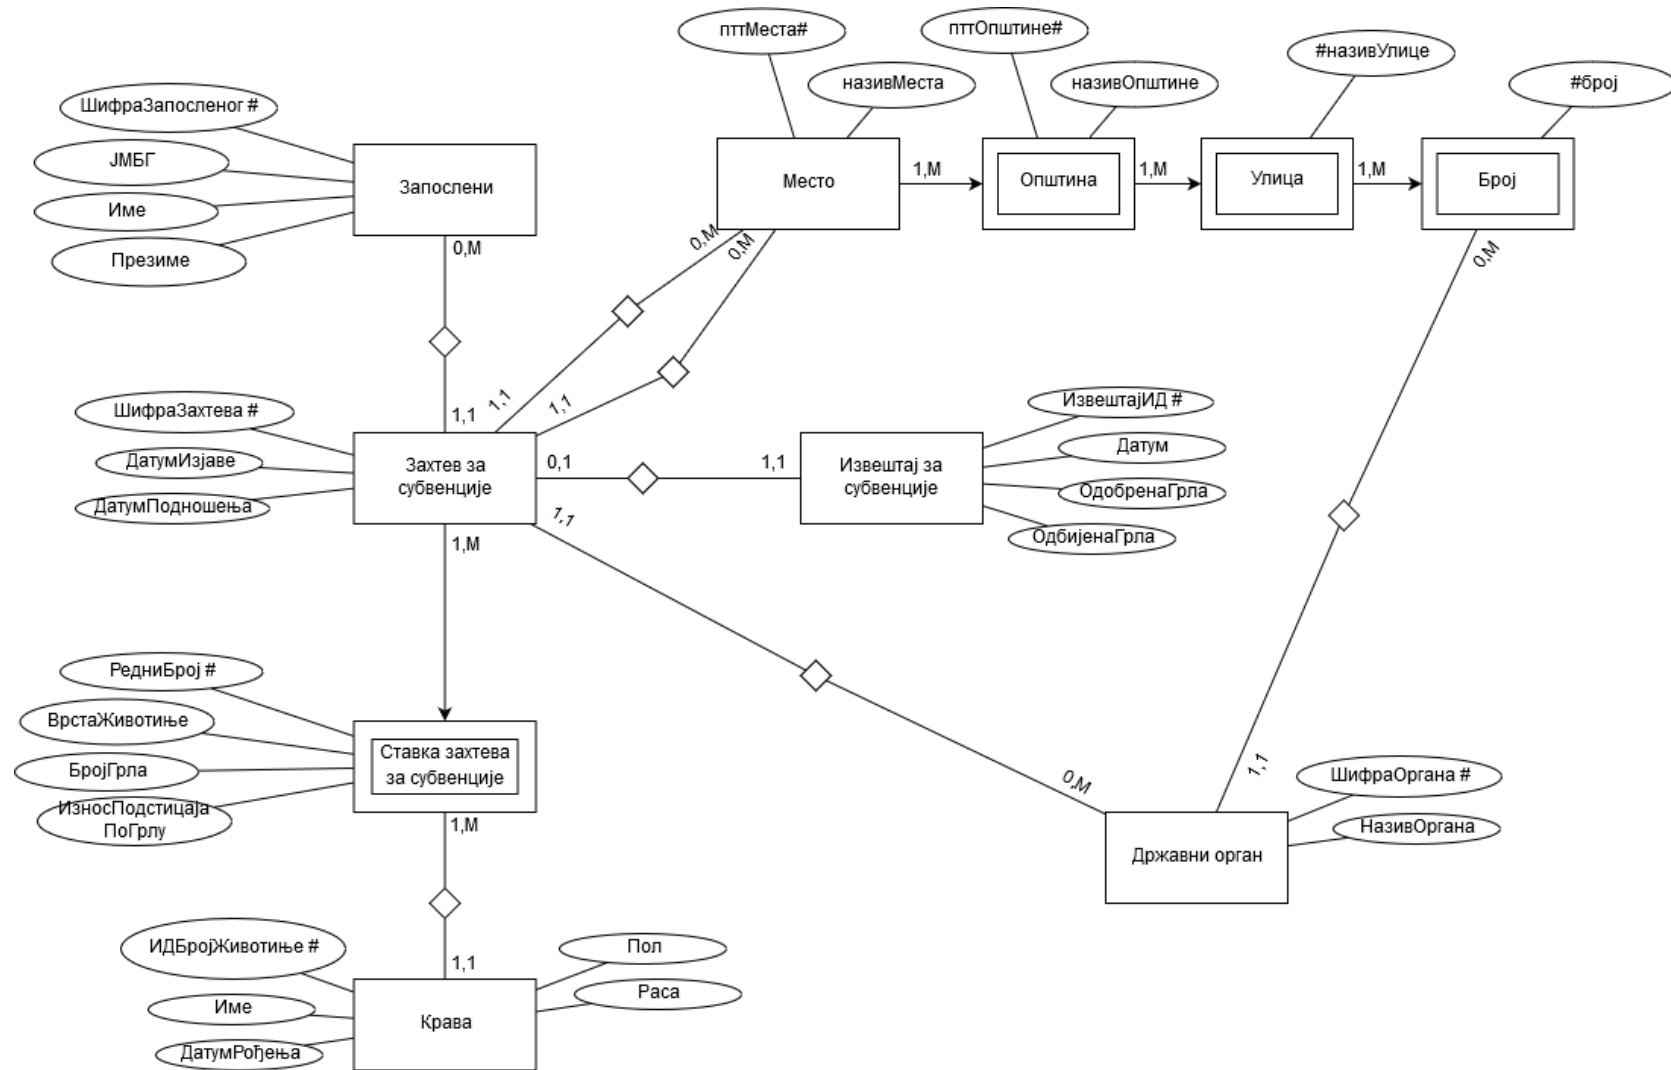 пттМеста#
пттОпштине#
#називУлице
називМеста
називОпштине
#број
ШифраЗапосленог #
ЈМБГ
Име
Презиме
Запослени
Место
1,М
Општина
1,М
Улица
1,М
Број
0,М
0,М
0,М
0,М
ШифраЗахтева #
ДатумИзјаве
ДатумПодношења
1,1
1,1
1,1
Захтев за
субвенције
0,1
1,1
Извештај за
субвенције
ИзвештајИД #
Датум
ОдобренаГрла
ОдбијенаГрла
1,1
1,М
РедниБрој #
ВрстаЖивотиње
БројГрла
ИзносПодстицаја
ПоГрлу
Ставка захтева
за субвенције
0,М
1,1
ШифраОргана #
НазивОргана
Државни орган
1,М
ИДБројЖивотиње #
Име
ДатумРођења
1,1
Крава
Пол
Раса